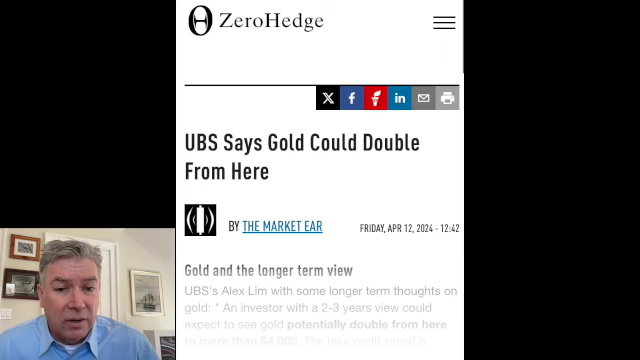 ZeroHedge
UBS Says Gold Could Double
From Here
BY THE MARKET EAR
FRIDAY, APR 12, 2024 - 12:42
Gold and the longer term view
UBS's Alex Lim with some longer term thoughts on
gold: " An investor with a 2-3 years view could
expect to see gold potentially double from here
to more than $4,000. The take profit signal is